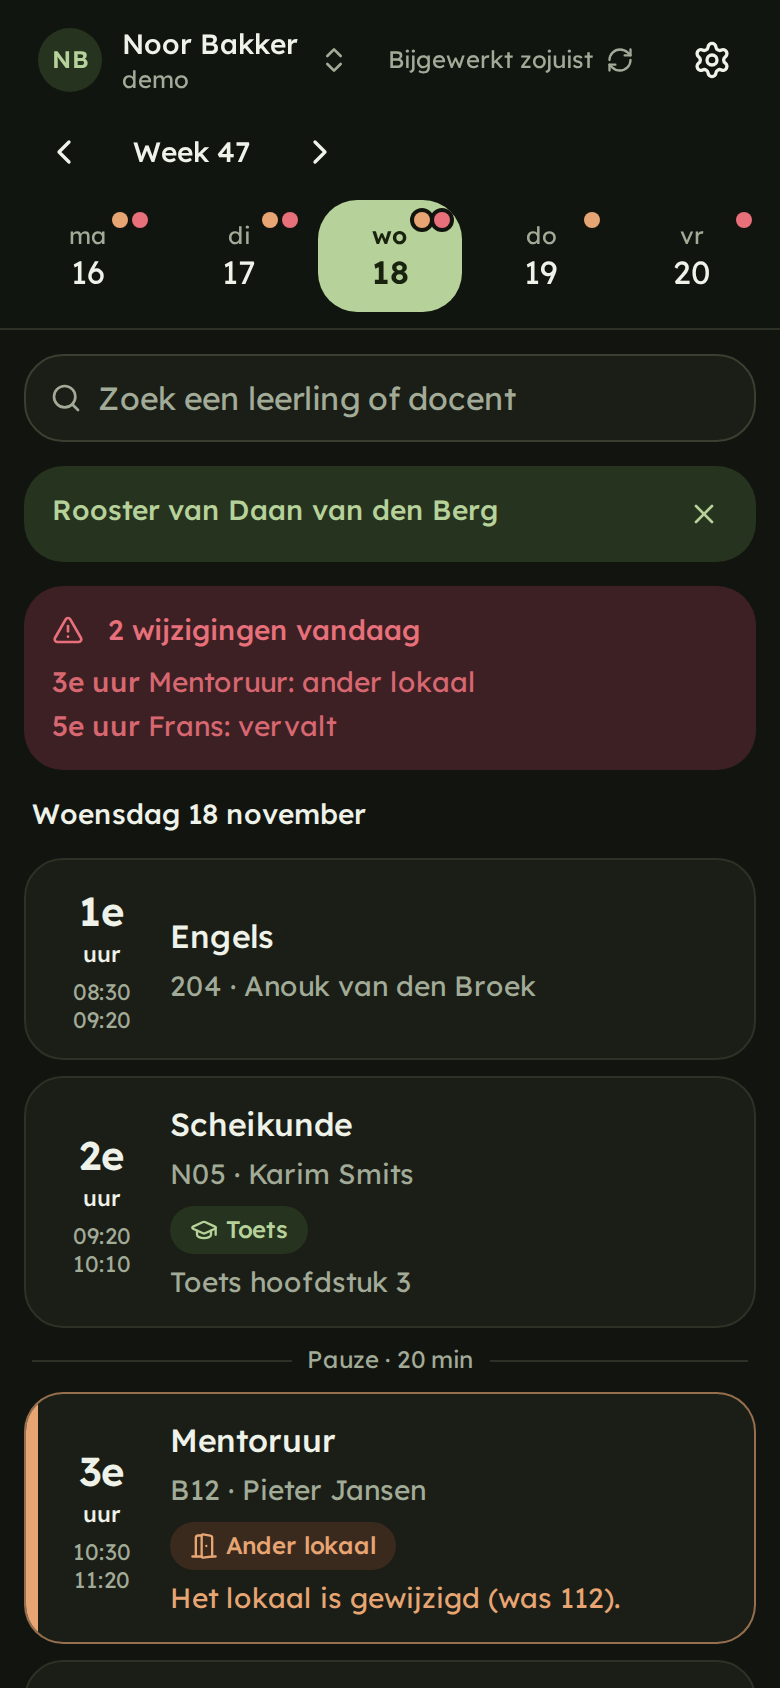 NB
Noor Bakker
demo
Bijgewerkt zojuist
Week 47
ma
16
di
17
wo
18
do
19
vr
20
Zoek een leerling of docent
Rooster van Daan van den Berg
2 wijzigingen vandaag
3e uur Mentoruur: ander lokaal
5e uur Frans: vervalt
Woensdag 18 november
1e
uur
08:30
09:20
Engels
204 · Anouk van den Broek
2e
uur
09:20
10:10
Scheikunde
N05 · Karim Smits
Toets
Toets hoofdstuk 3
Pauze · 20 min
3e
uur
10:30
11:20
Mentoruur
B12 · Pieter Jansen
Ander lokaal
Het lokaal is gewijzigd (was 112).